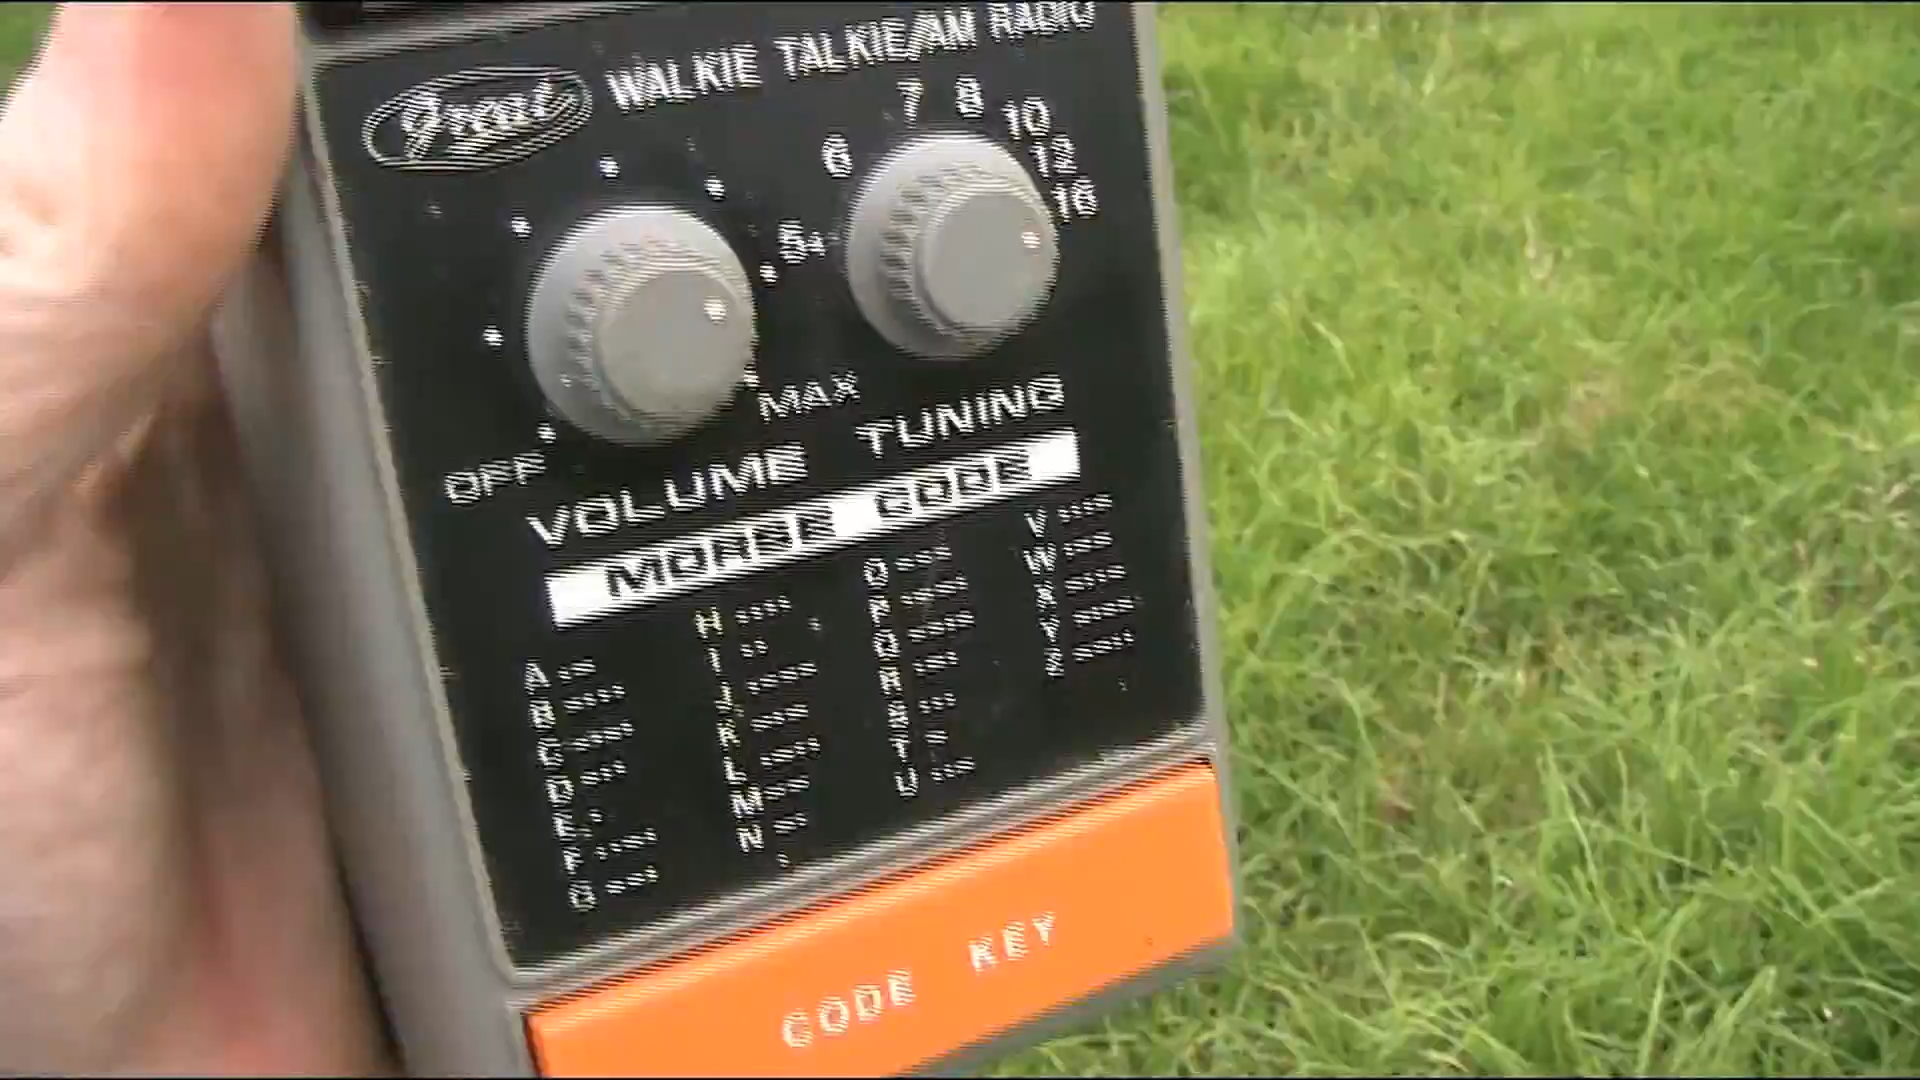 Great WALKIE TALKIE/AM RADIO
5+ 6 7 8 10 12 16
OFF MAX
VOLUME TUNING
MORSE CODE
A
B
C
D
E
F
G
H
I
J
K
L
M
N
O
P
Q
R
S
T
U
V
W
X
Y
Z
CODE KEY